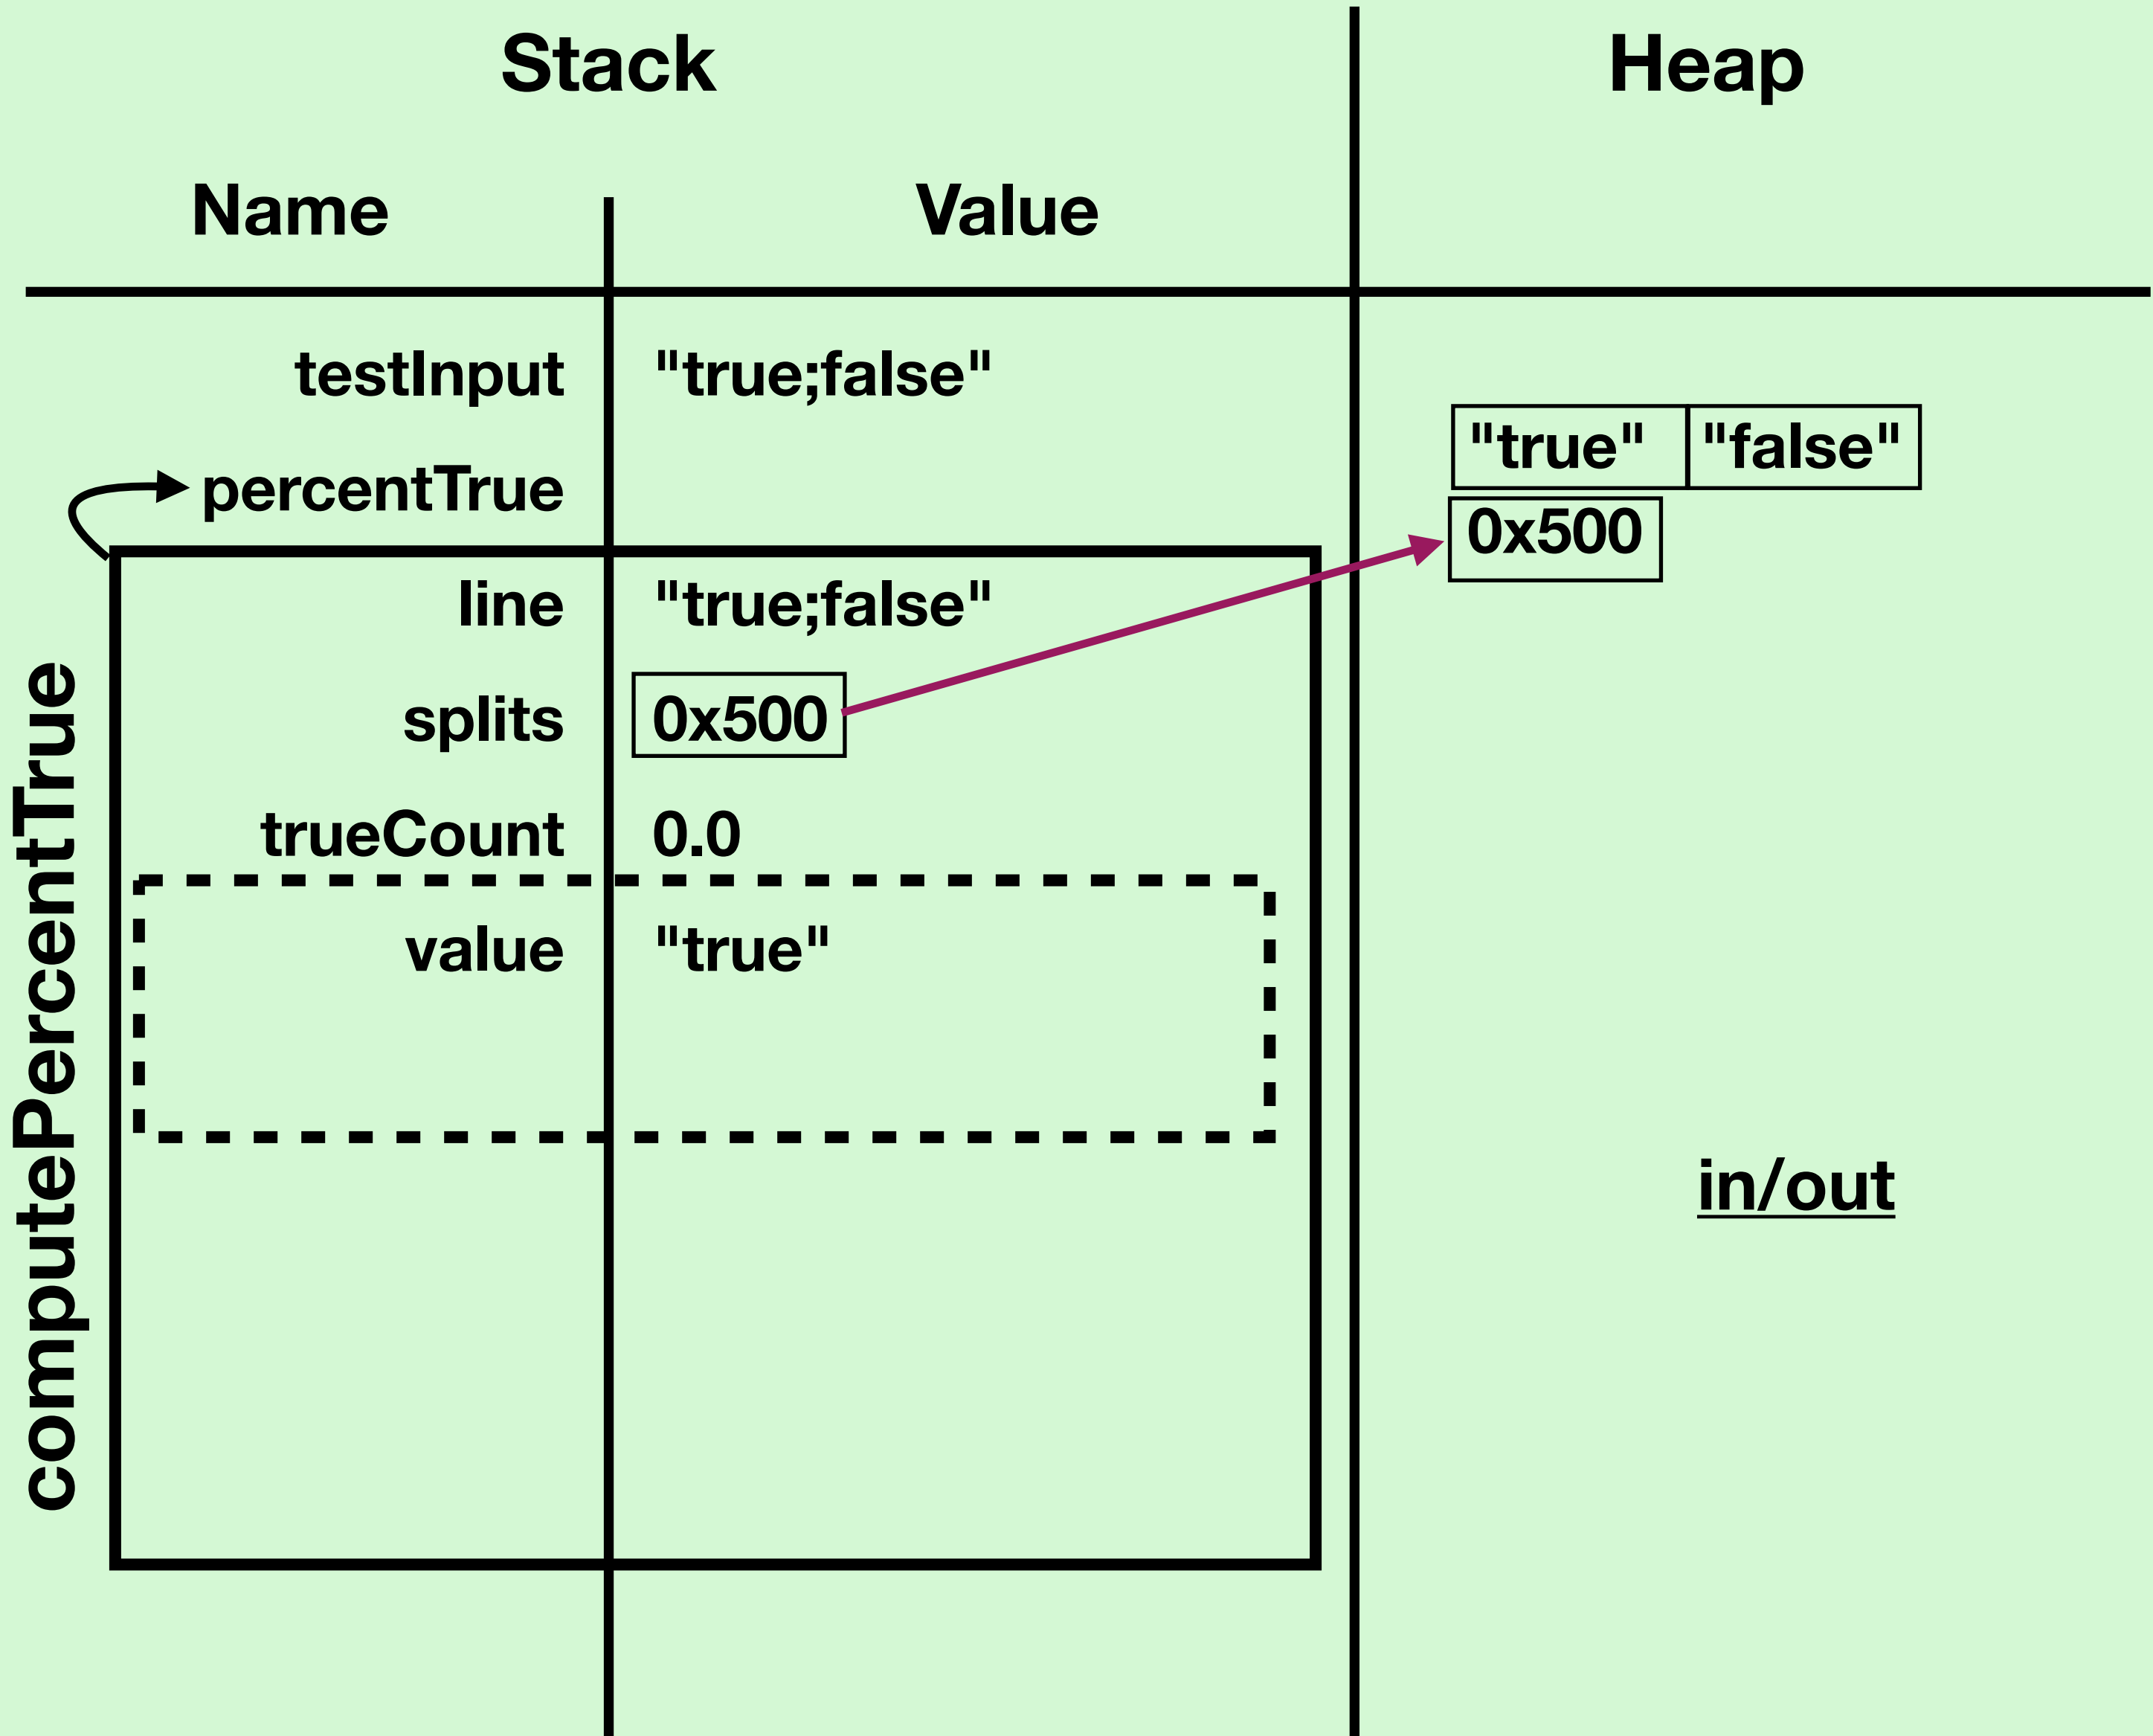 Stack
Heap
Name
Value
testInput "true;false"
"true" "false"
percentTrue
0x500
line "true;false"
splits 0x500
trueCount 0.0
value "true"
computePercentTrue
in/out